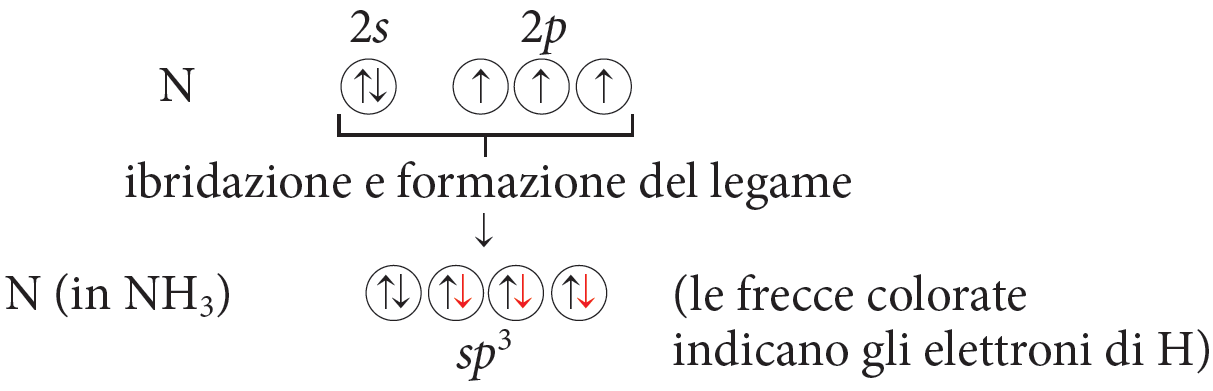 2s 2p
N ↑↓ ↑ ↑ ↑
ibridazione e formazione del legame
↓
N (in NH₃) ↑↓ ↑↓ ↑↓ ↑↓ (le frecce colorate
sp³ indicano gli elettroni di H)